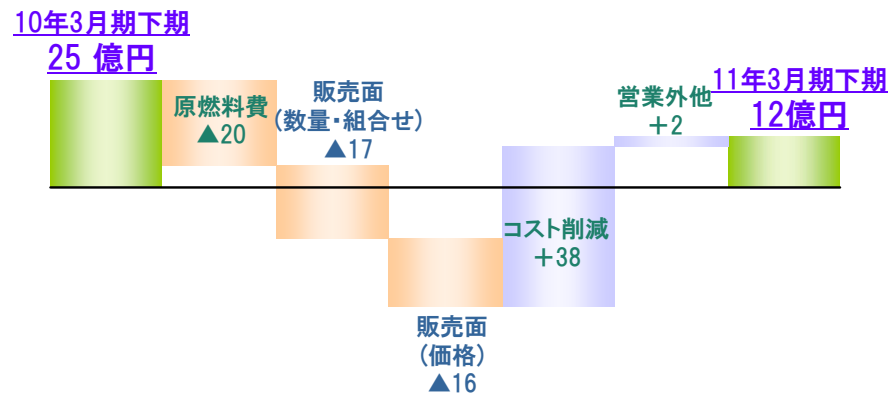 10年3月期下期
25 億円
原燃料費
▲20
販売面
(数量・組合せ)
▲17
販売面
(価格)
▲16
コスト削減
＋38
営業外他
＋2
11年3月期下期
12億円